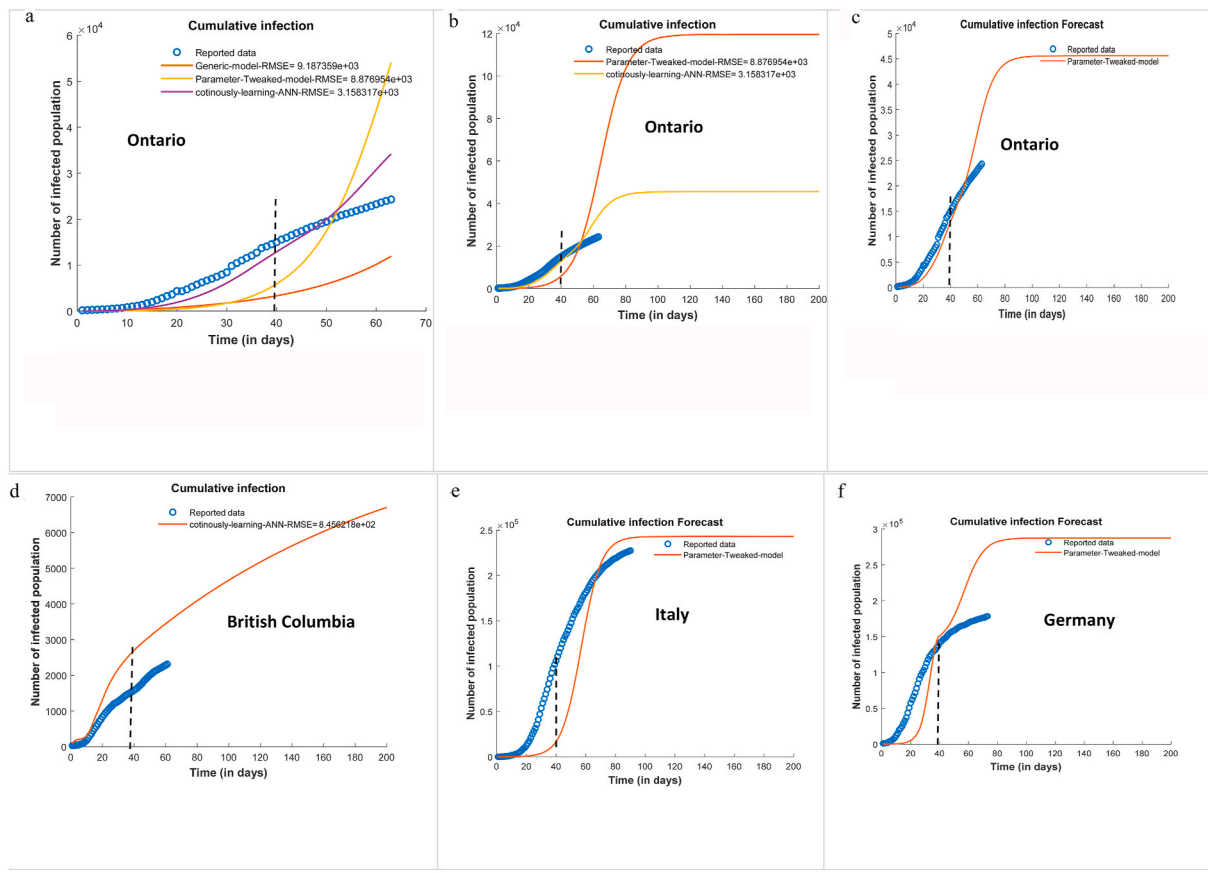 a
Cumulative infection
×10⁴
Reported data
Generic-model-RMSE= 9.187359e+03
Parameter-Tweaked-model-RMSE= 8.876954e+03
cotinously-learning-ANN-RMSE= 3.158317e+03
Ontario
Number of infected population
6
5
4
3
2
1
0
0 10 20 30 40 50 60 70
Time (in days)
b
Cumulative infection
×10⁴
Reported data
Parameter-Tweaked-model-RMSE= 8.876954e+03
cotinously-learning-ANN-RMSE= 3.158317e+03
Ontario
Number of infected population
12
10
8
6
4
2
0
0 20 40 60 80 100 120 140 160 180 200
Time (in days)
c
Cumulative infection Forecast
×10⁴
Reported data
Parameter-Tweaked-model
Ontario
Number of infected population
5
4.5
4
3.5
3
2.5
2
1.5
1
0.5
0
0 20 40 60 80 100 120 140 160 180 200
Time (in days)
d
Cumulative infection
Reported data
cotinously-learning-ANN-RMSE= 8.456218e+02
British Columbia
Number of infected population
7000
6000
5000
4000
3000
2000
1000
0
0 20 40 60 80 100 120 140 160 180 200
Time (in days)
e
Cumulative infection Forecast
×10⁵
Reported data
Parameter-Tweaked-model
Italy
Number of infected population
2.5
2
1.5
1
0.5
0
0 20 40 60 80 100 120 140 160 180 200
Time (in days)
f
Cumulative infection Forecast
×10⁵
Reported data
Parameter-Tweaked-model
Germany
Number of infected population
3
2.5
2
1.5
1
0.5
0
0 20 40 60 80 100 120 140 160 180 200
Time (in days)